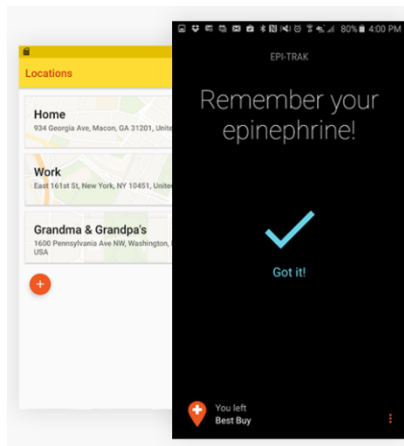 Locations
Home
934 Georgia Ave, Macon, GA 31201, Unite
Work
East 161st St, New York, NY 10451, United
Grandma & Grandpa's
1600 Pennsylvania Ave NW, Washington,
USA
+
80% 4:00 PM
EPI-TRAK
Remember your
epinephrine!
Got it!
You left
Best Buy